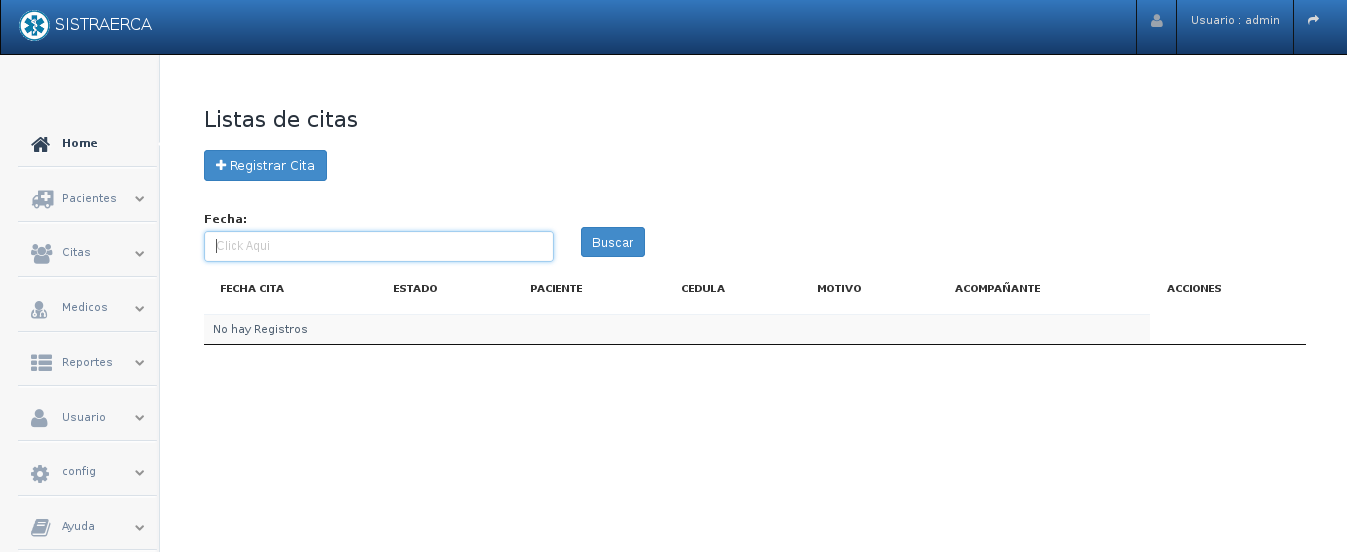 SISTRAERCA
Usuario : admin
Home
Pacientes
Citas
Medicos
Reportes
Usuario
config
Ayuda
Listas de citas
Registrar Cita
Fecha:
Click Aqui
Buscar
FECHA CITA ESTADO PACIENTE CEDULA MOTIVO ACOMPAÑANTE ACCIONES
No hay Registros